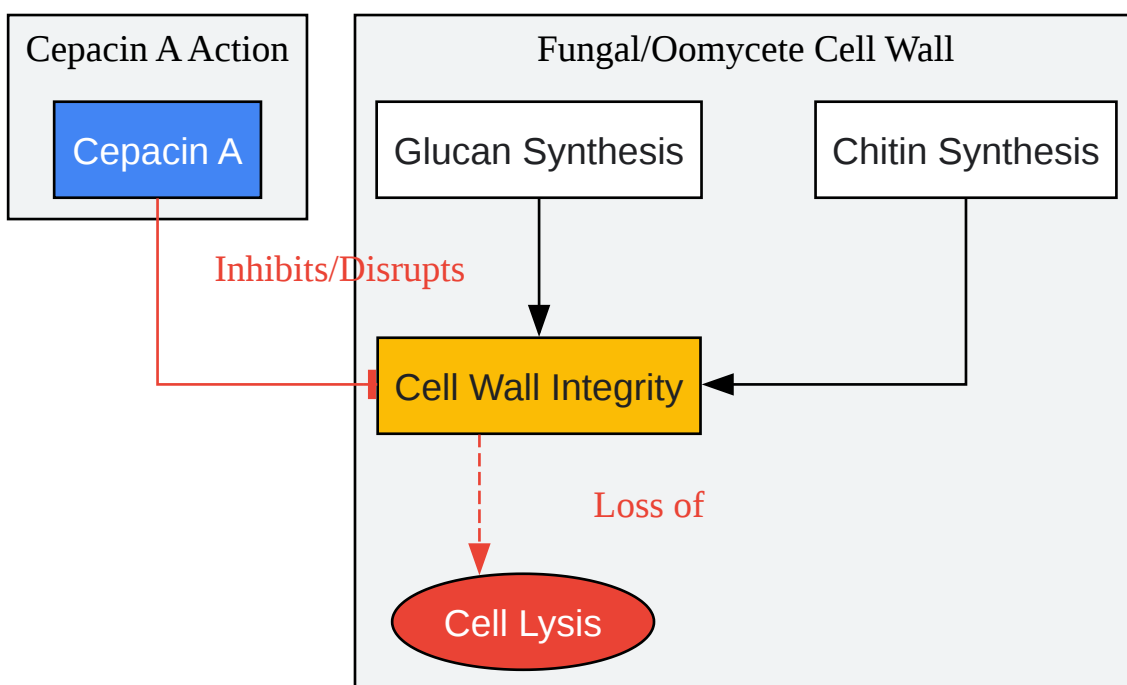 Cepacin A Action
Fungal/Oomycete Cell Wall
Cepacin A
Glucan Synthesis
Chitin Synthesis
Inhibits/Disrupts
Cell Wall Integrity
Loss of
Cell Lysis